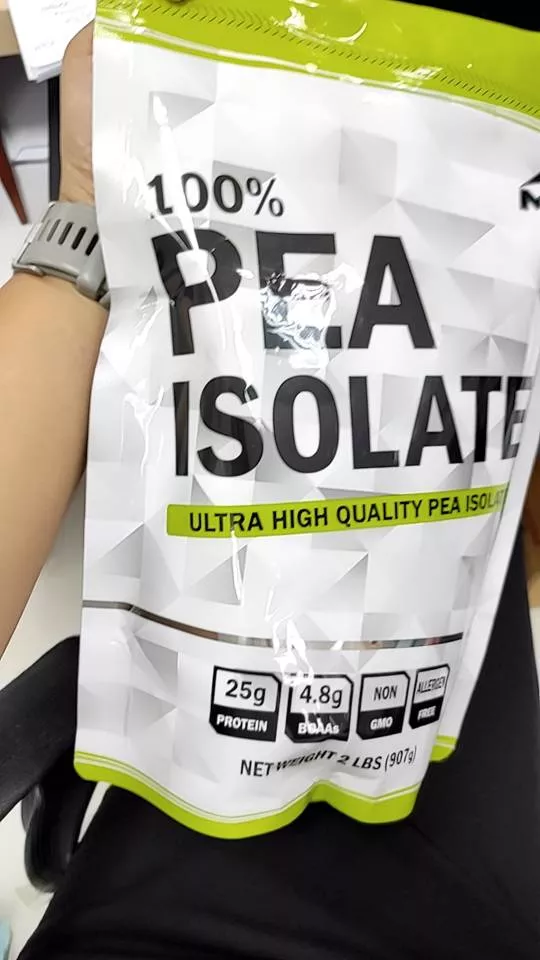 100%
PEA
ISOLATE
ULTRA HIGH QUALITY PEA ISOLAT
25g
PROTEIN
4.8g
BCAAs
NON
GMO
ALLERGEN
FREE
NET WEIGHT 2 LBS (907g)